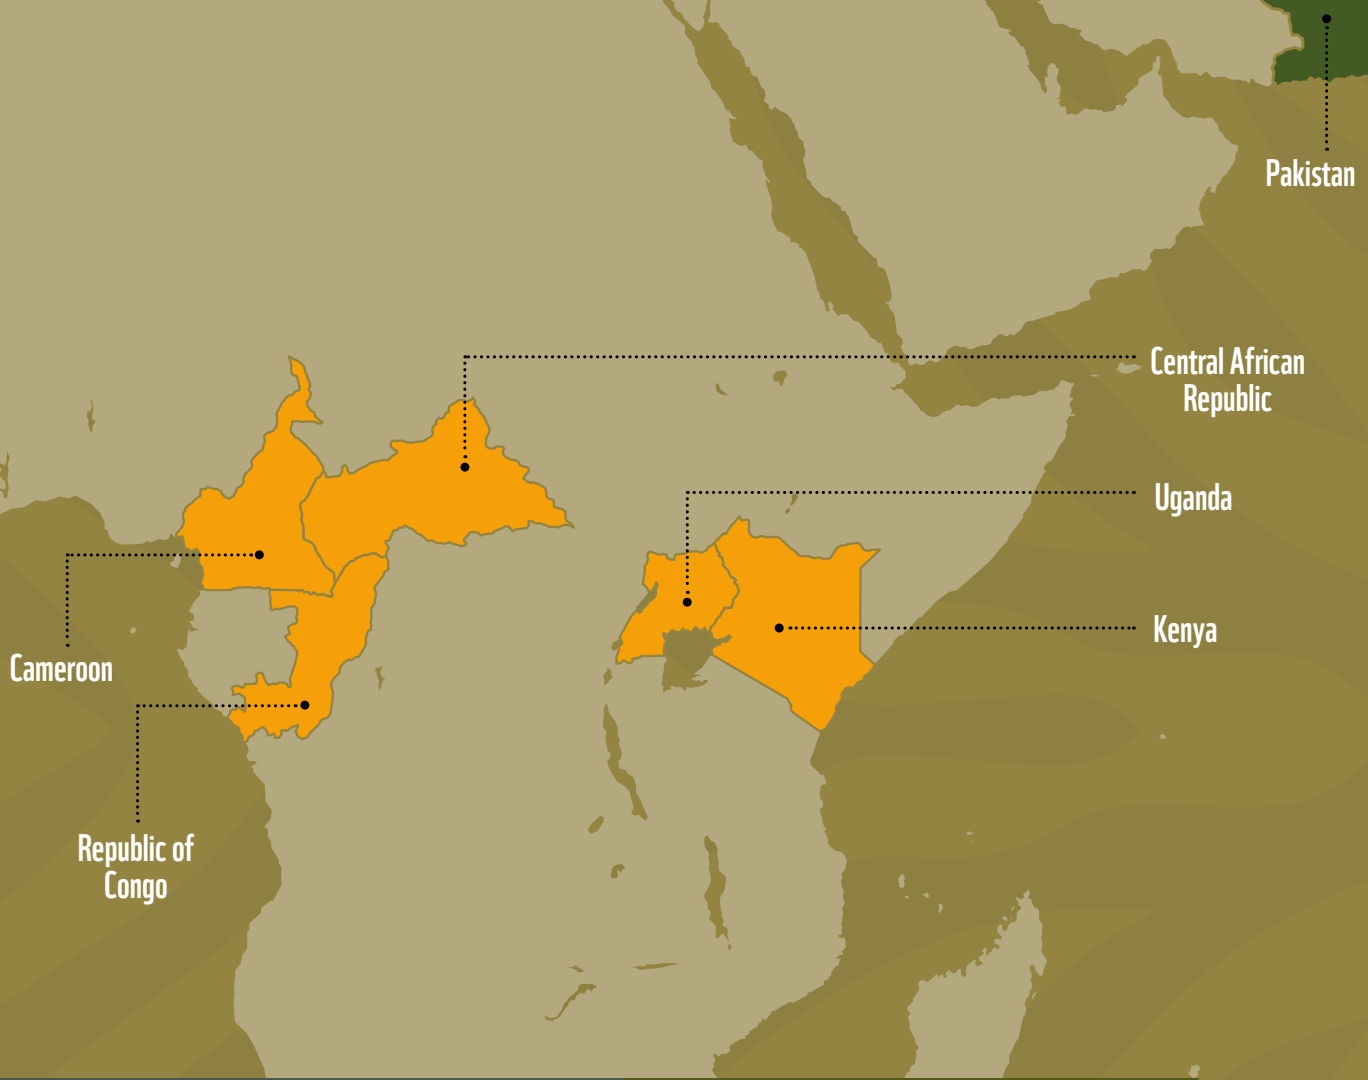 Pakistan
Central African
Republic
Uganda
Kenya
Cameroon
Republic of
Congo